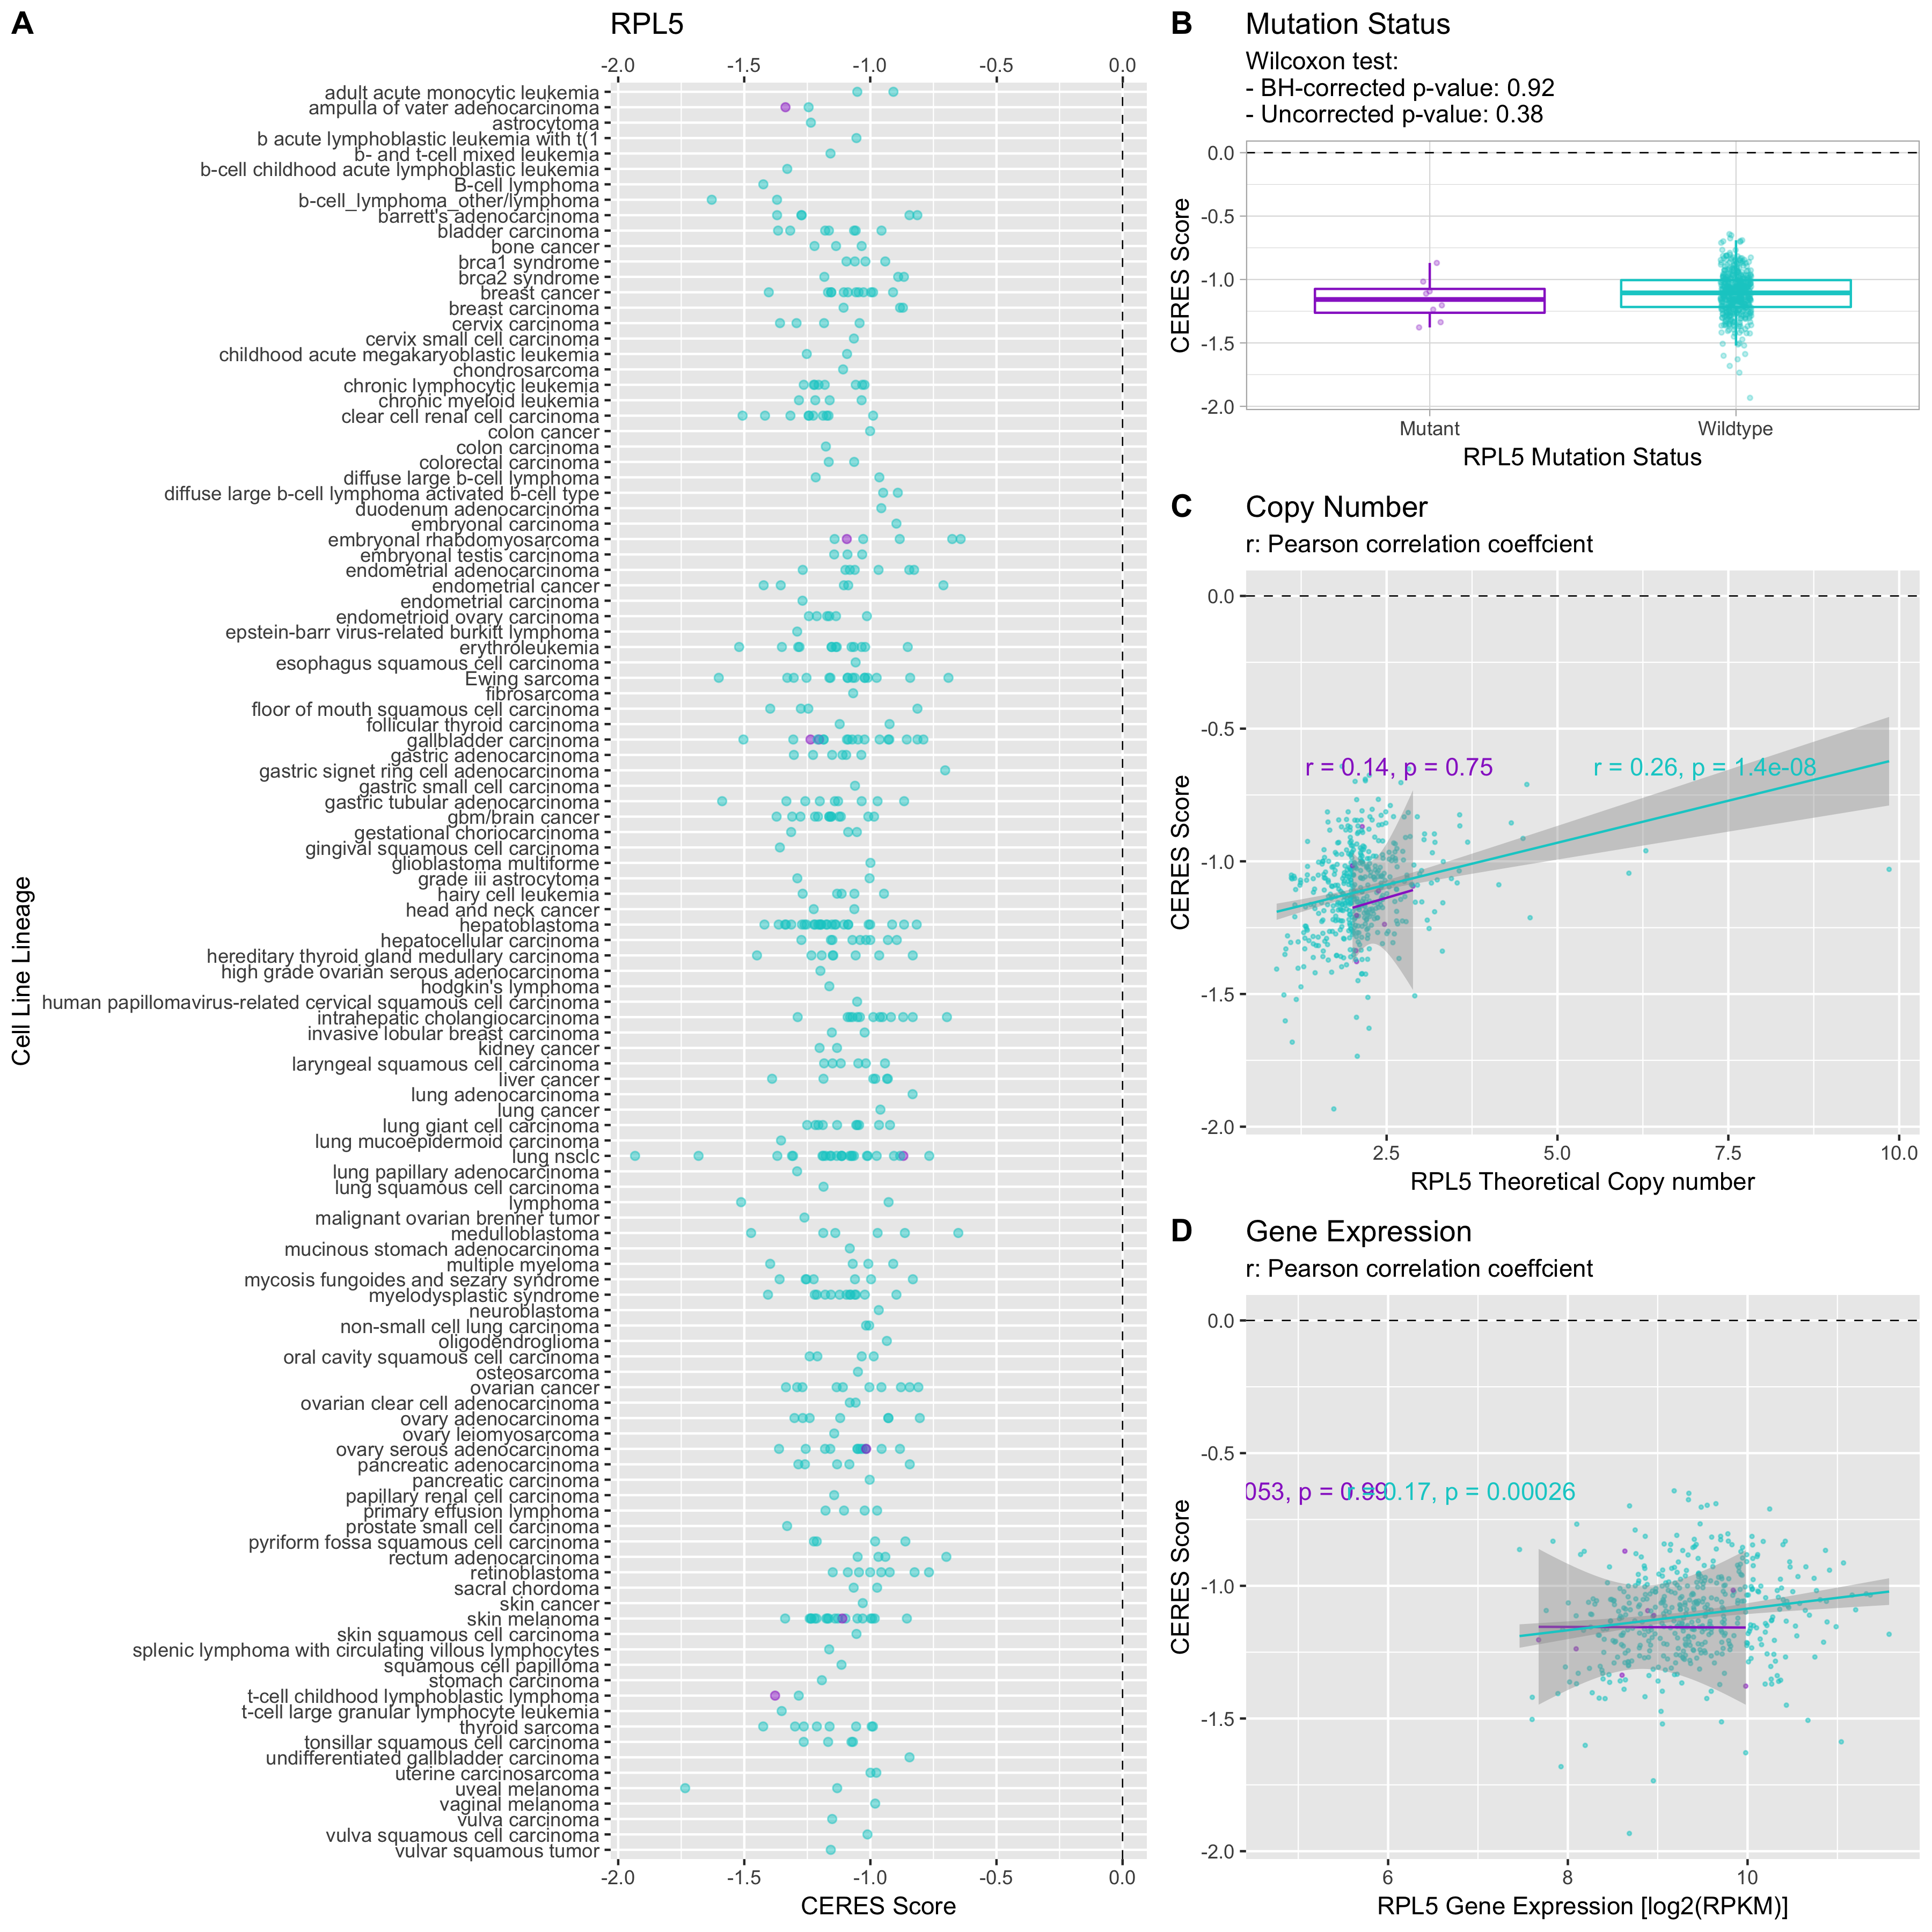 A
RPL5
-2.0 -1.5 -1.0 -0.5 0.0
Cell Line Lineage
adult acute monocytic leukemia
ampulla of vater adenocarcinoma
astrocytoma
b acute lymphoblastic leukemia with t(1
b- and t-cell mixed leukemia
b-cell childhood acute lymphoblastic leukemia
B-cell lymphoma
b-cell_lymphoma_other/lymphoma
barrett's adenocarcinoma
bladder carcinoma
bone cancer
brca1 syndrome
brca2 syndrome
breast cancer
breast carcinoma
cervix carcinoma
cervix small cell carcinoma
childhood acute megakaryoblastic leukemia
chondrosarcoma
chronic lymphocytic leukemia
chronic myeloid leukemia
clear cell renal cell carcinoma
colon cancer
colon carcinoma
colorectal carcinoma
diffuse large b-cell lymphoma
diffuse large b-cell lymphoma activated b-cell type
duodenum adenocarcinoma
embryonal carcinoma
embryonal rhabdomyosarcoma
embryonal testis carcinoma
endometrial adenocarcinoma
endometrial cancer
endometrial carcinoma
endometrioid ovary carcinoma
epstein-barr virus-related burkitt lymphoma
erythroleukemia
esophagus squamous cell carcinoma
Ewing sarcoma
fibrosarcoma
floor of mouth squamous cell carcinoma
follicular thyroid carcinoma
gallbladder carcinoma
gastric adenocarcinoma
gastric signet ring cell adenocarcinoma
gastric small cell carcinoma
gastric tubular adenocarcinoma
gbm/brain cancer
gestational choriocarcinoma
gingival squamous cell carcinoma
glioblastoma multiforme
grade iii astrocytoma
hairy cell leukemia
head and neck cancer
hepatoblastoma
hepatocellular carcinoma
hereditary thyroid gland medullary carcinoma
high grade ovarian serous adenocarcinoma
hodgkin's lymphoma
human papillomavirus-related cervical squamous cell carcinoma
intrahepatic cholangiocarcinoma
invasive lobular breast carcinoma
kidney cancer
laryngeal squamous cell carcinoma
liver cancer
lung adenocarcinoma
lung cancer
lung giant cell carcinoma
lung mucoepidermoid carcinoma
lung nsclc
lung papillary adenocarcinoma
lung squamous cell carcinoma
lymphoma
malignant ovarian brenner tumor
medulloblastoma
mucinous stomach adenocarcinoma
multiple myeloma
mycosis fungoides and sezary syndrome
myelodysplastic syndrome
neuroblastoma
non-small cell lung carcinoma
oligodendroglioma
oral cavity squamous cell carcinoma
osteosarcoma
ovarian cancer
ovarian clear cell adenocarcinoma
ovary adenocarcinoma
ovary leiomyosarcoma
ovary serous adenocarcinoma
pancreatic adenocarcinoma
pancreatic carcinoma
papillary renal cell carcinoma
primary effusion lymphoma
prostate small cell carcinoma
pyriform fossa squamous cell carcinoma
rectum adenocarcinoma
retinoblastoma
sacral chordoma
skin cancer
skin melanoma
skin squamous cell carcinoma
splenic lymphoma with circulating villous lymphocytes
squamous cell papilloma
stomach carcinoma
t-cell childhood lymphoblastic lymphoma
t-cell large granular lymphocyte leukemia
thyroid sarcoma
tonsillar squamous cell carcinoma
undifferentiated gallbladder carcinoma
uterine carcinosarcoma
uveal melanoma
vaginal melanoma
vulva carcinoma
vulva squamous cell carcinoma
vulvar squamous tumor
-2.0 -1.5 -1.0 -0.5 0.0
CERES Score
B
Mutation Status
Wilcoxon test:
- BH-corrected p-value: 0.92
- Uncorrected p-value: 0.38
CERES Score
0.0
-0.5
-1.0
-1.5
-2.0
Mutant Wildtype
RPL5 Mutation Status
C
Copy Number
r: Pearson correlation coeffcient
CERES Score
0.0
-0.5
-1.0
-1.5
-2.0
r = 0.14, p = 0.75 r = 0.26, p = 1.4e-08
2.5 5.0 7.5 10.0
RPL5 Theoretical Copy number
D
Gene Expression
r: Pearson correlation coeffcient
CERES Score
0.0
-0.5
-1.0
-1.5
-2.0
053, p = 0.99 r = 0.17, p = 0.00026
6 8 10
RPL5 Gene Expression [log2(RPKM)]